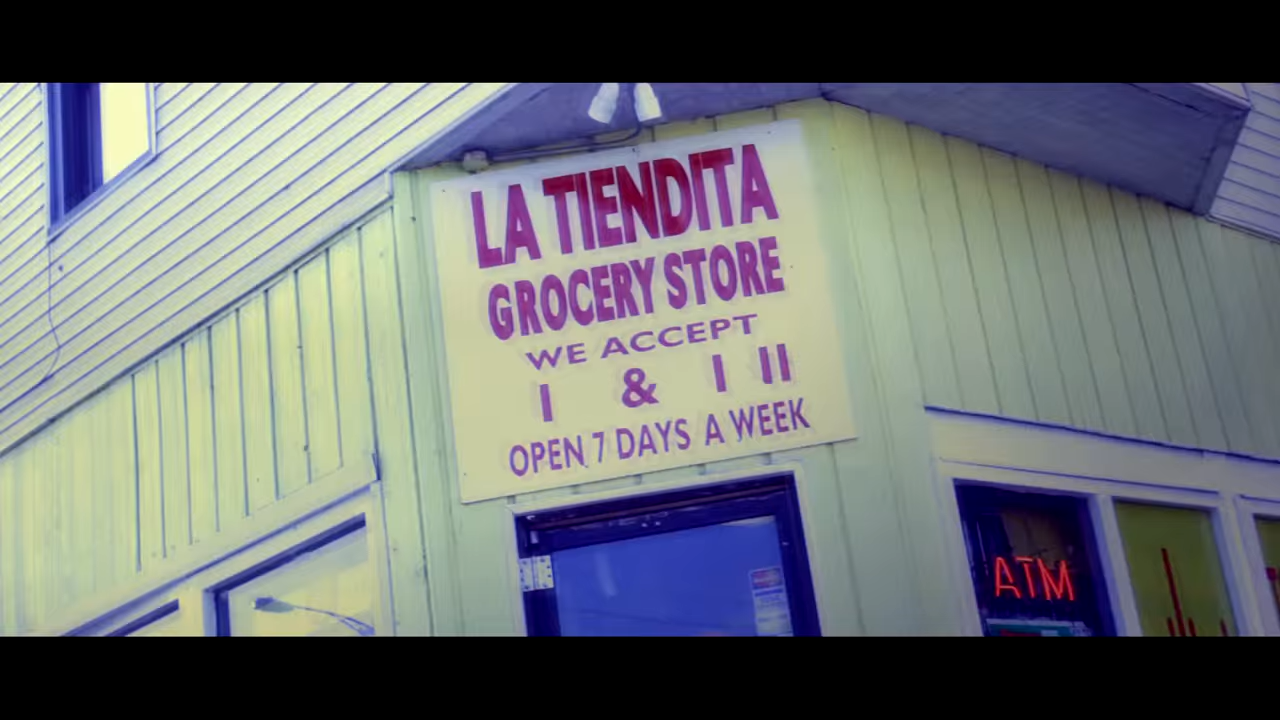 LA TIENDITA
GROCERY STORE
WE ACCEPT
I & I II
OPEN 7 DAYS A WEEK
ATM